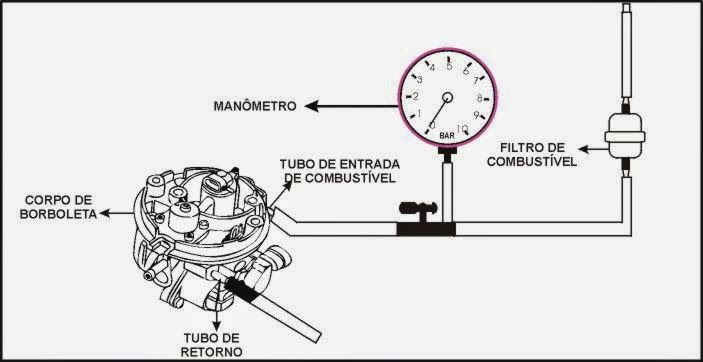 MANÔMETRO
0
1
2
3
4
5
6
7
8
9
10
BAR
FILTRO DE
COMBUSTÍVEL
TUBO DE ENTRADA
DE COMBUSTÍVEL
CORPO DE
BORBOLETA
TUBO DE
RETORNO